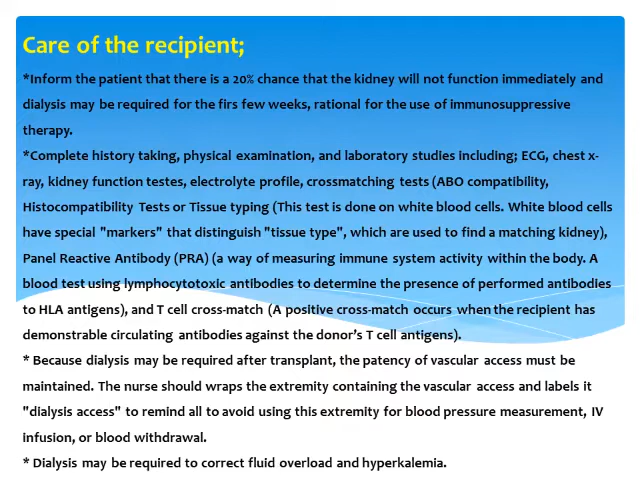 Care of the recipient;
*Inform the patient that there is a 20% chance that the kidney will not function immediately and
dialysis may be required for the firs few weeks, rational for the use of immunosuppressive
therapy.
*Complete history taking, physical examination, and laboratory studies including; ECG, chest x-
ray, kidney function testes, electrolyte profile, crossmatching tests (ABO compatibility,
Histocompatibility Tests or Tissue typing (This test is done on white blood cells. White blood cells
have special "markers" that distinguish "tissue type", which are used to find a matching kidney),
Panel Reactive Antibody (PRA) (a way of measuring immune system activity within the body. A
blood test using lymphocytotoxic antibodies to determine the presence of performed antibodies
to HLA antigens), and T cell cross-match (A positive cross-match occurs when the recipient has
demonstrable circulating antibodies against the donor's T cell antigens).
* Because dialysis may be required after transplant, the patency of vascular access must be
maintained. The nurse should wraps the extremity containing the vascular access and labels it
"dialysis access" to remind all to avoid using this extremity for blood pressure measurement, IV
infusion, or blood withdrawal.
* Dialysis may be required to correct fluid overload and hyperkalemia.